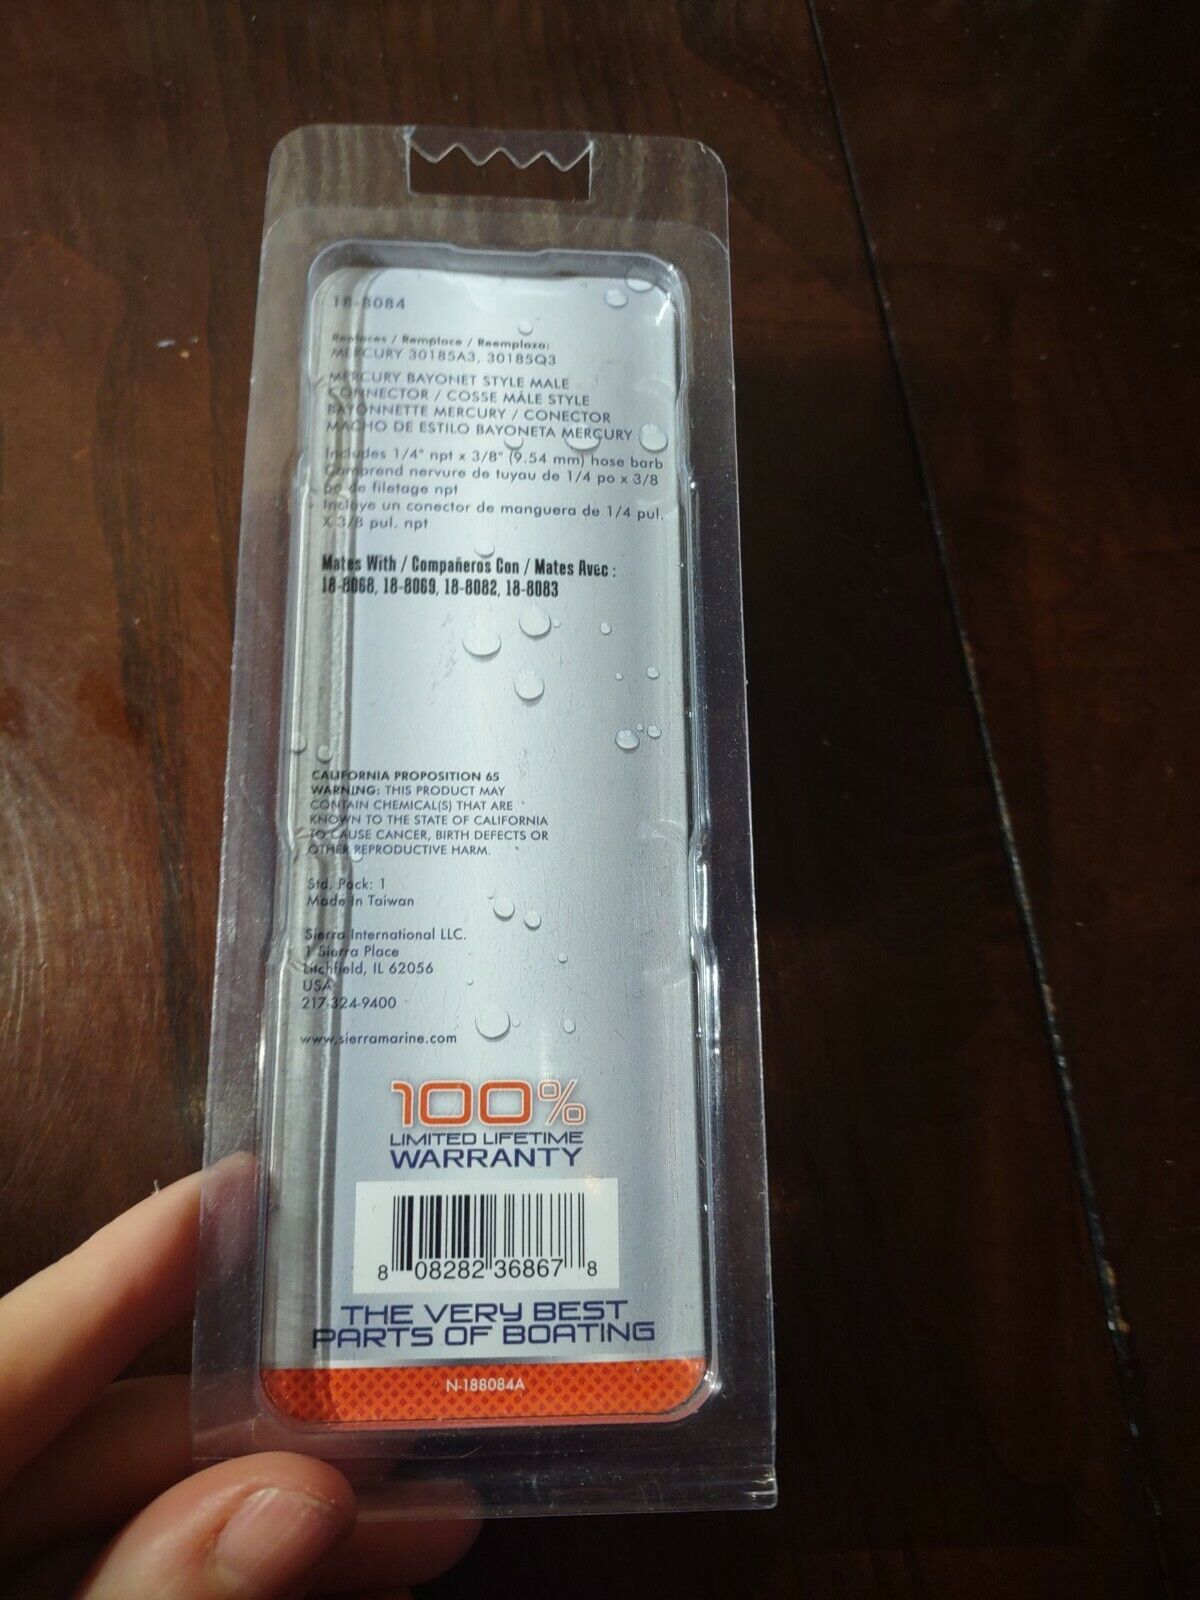 18-8084
Replaces / Remplace / Reemplaza:
MERCURY 30185A3, 30185Q3
MERCURY BAYONET STYLE MALE
CONNECTOR / COSSE MÂLE STYLE
BAYONNETTE MERCURY / CONECTOR
MACHO DE ESTILO BAYONETA MERCURY
Includes 1/4" npt x 3/8" (9.54 mm) hose barb
Comprend nervure de tuyau de 1/4 po x 3/8
po de filetage npt
Incluye un conector de manguera de 1/4 pul.
X 3/8 pul. npt
Mates With / Compañeros Con / Mates Avec :
18-8068, 18-8069, 18-8082, 18-8083
CALIFORNIA PROPOSITION 65
WARNING: THIS PRODUCT MAY
CONTAIN CHEMICAL(S) THAT ARE
KNOWN TO THE STATE OF CALIFORNIA
TO CAUSE CANCER, BIRTH DEFECTS OR
OTHER REPRODUCTIVE HARM.
Std. Pack: 1
Made In Taiwan
Sierra International LLC.
1 Sierra Place
Litchfield, IL 62056
USA
217-324-9400
www.sierramarine.com
100%
LIMITED LIFETIME
WARRANTY
8 08282 36867 8
THE VERY BEST
PARTS OF BOATING
N-188084A